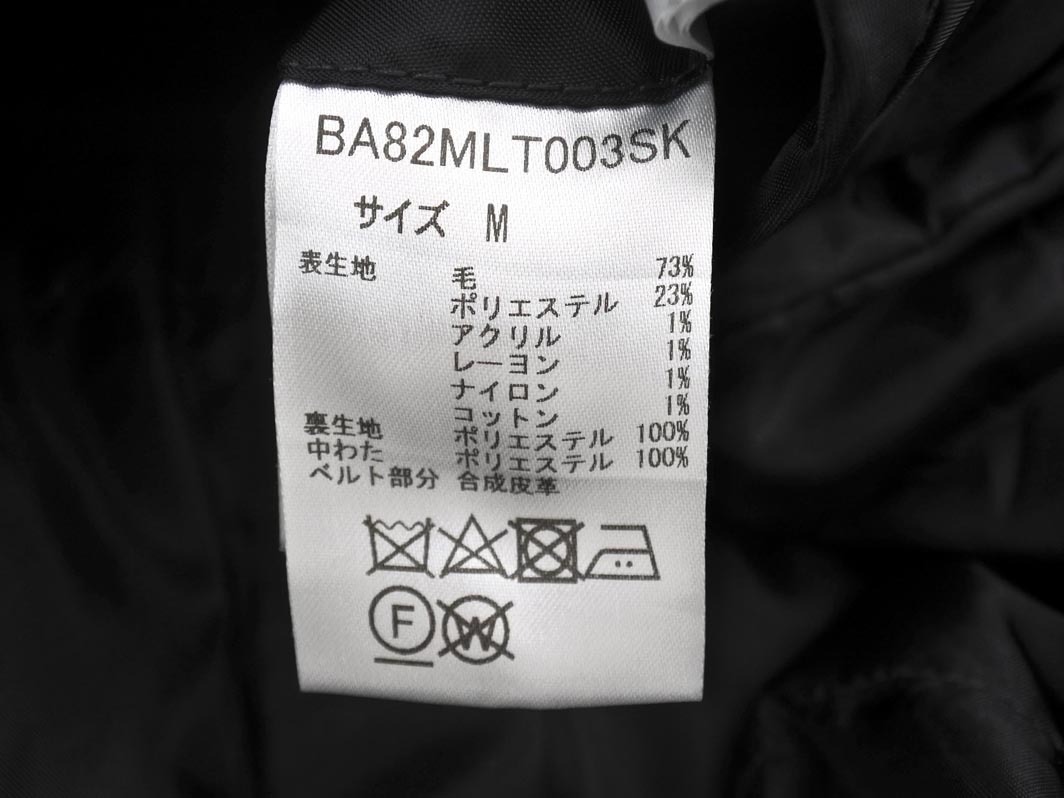 BA82MLT003SK
サイズ M
表生地 毛 73%
ポリエステル 23%
アクリル 1%
レーヨン 1%
ナイロン 1%
コットン 1%
裏生地 ポリエステル 100%
中わた ポリエステル 100%
ベルト部分 合成皮革
F W